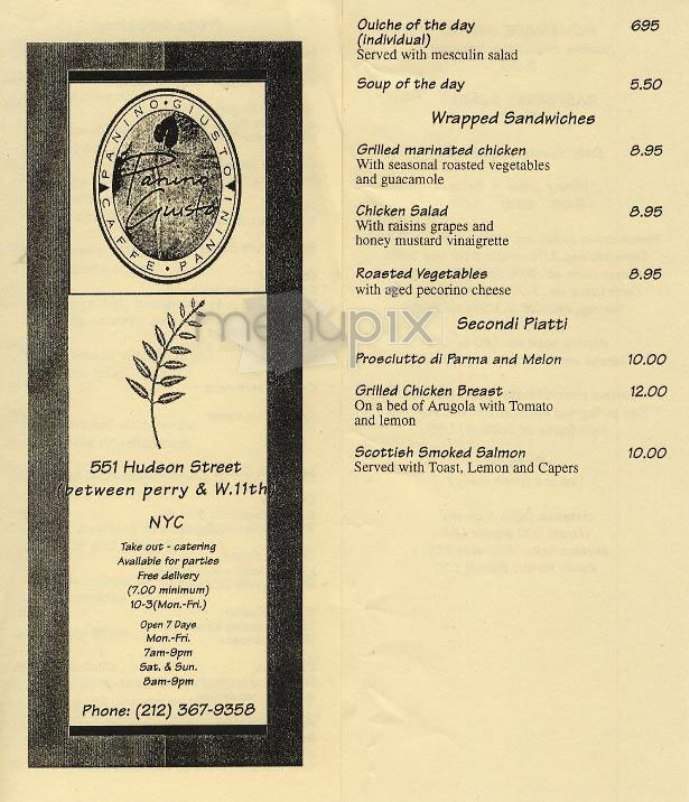 PANINO • GIUSTO
CAFFE • PANINI
Panino
Giusto
551 Hudson Street
(between perry & W.11th)
NYC
Take out - catering
Available for parties
Free delivery
(7.00 minimum)
10-3(Mon.-Fri.)
Open 7 Days
Mon.-Fri.
7am-9pm
Sat. & Sun.
8am-9pm
Phone: (212) 367-9358
Quiche of the day 695
(individual)
Served with mesculin salad
Soup of the day 5.50
Wrapped Sandwiches
Grilled marinated chicken 8.95
With seasonal roasted vegetables
and guacamole
Chicken Salad 8.95
With raisins grapes and
honey mustard vinaigrette
Roasted Vegetables 8.95
with aged pecorino cheese
Secondi Piatti
Prosciutto di Parma and Melon 10.00
Grilled Chicken Breast 12.00
On a bed of Arugola with Tomato
and lemon
Scottish Smoked Salmon 10.00
Served with Toast, Lemon and Capers
menupix